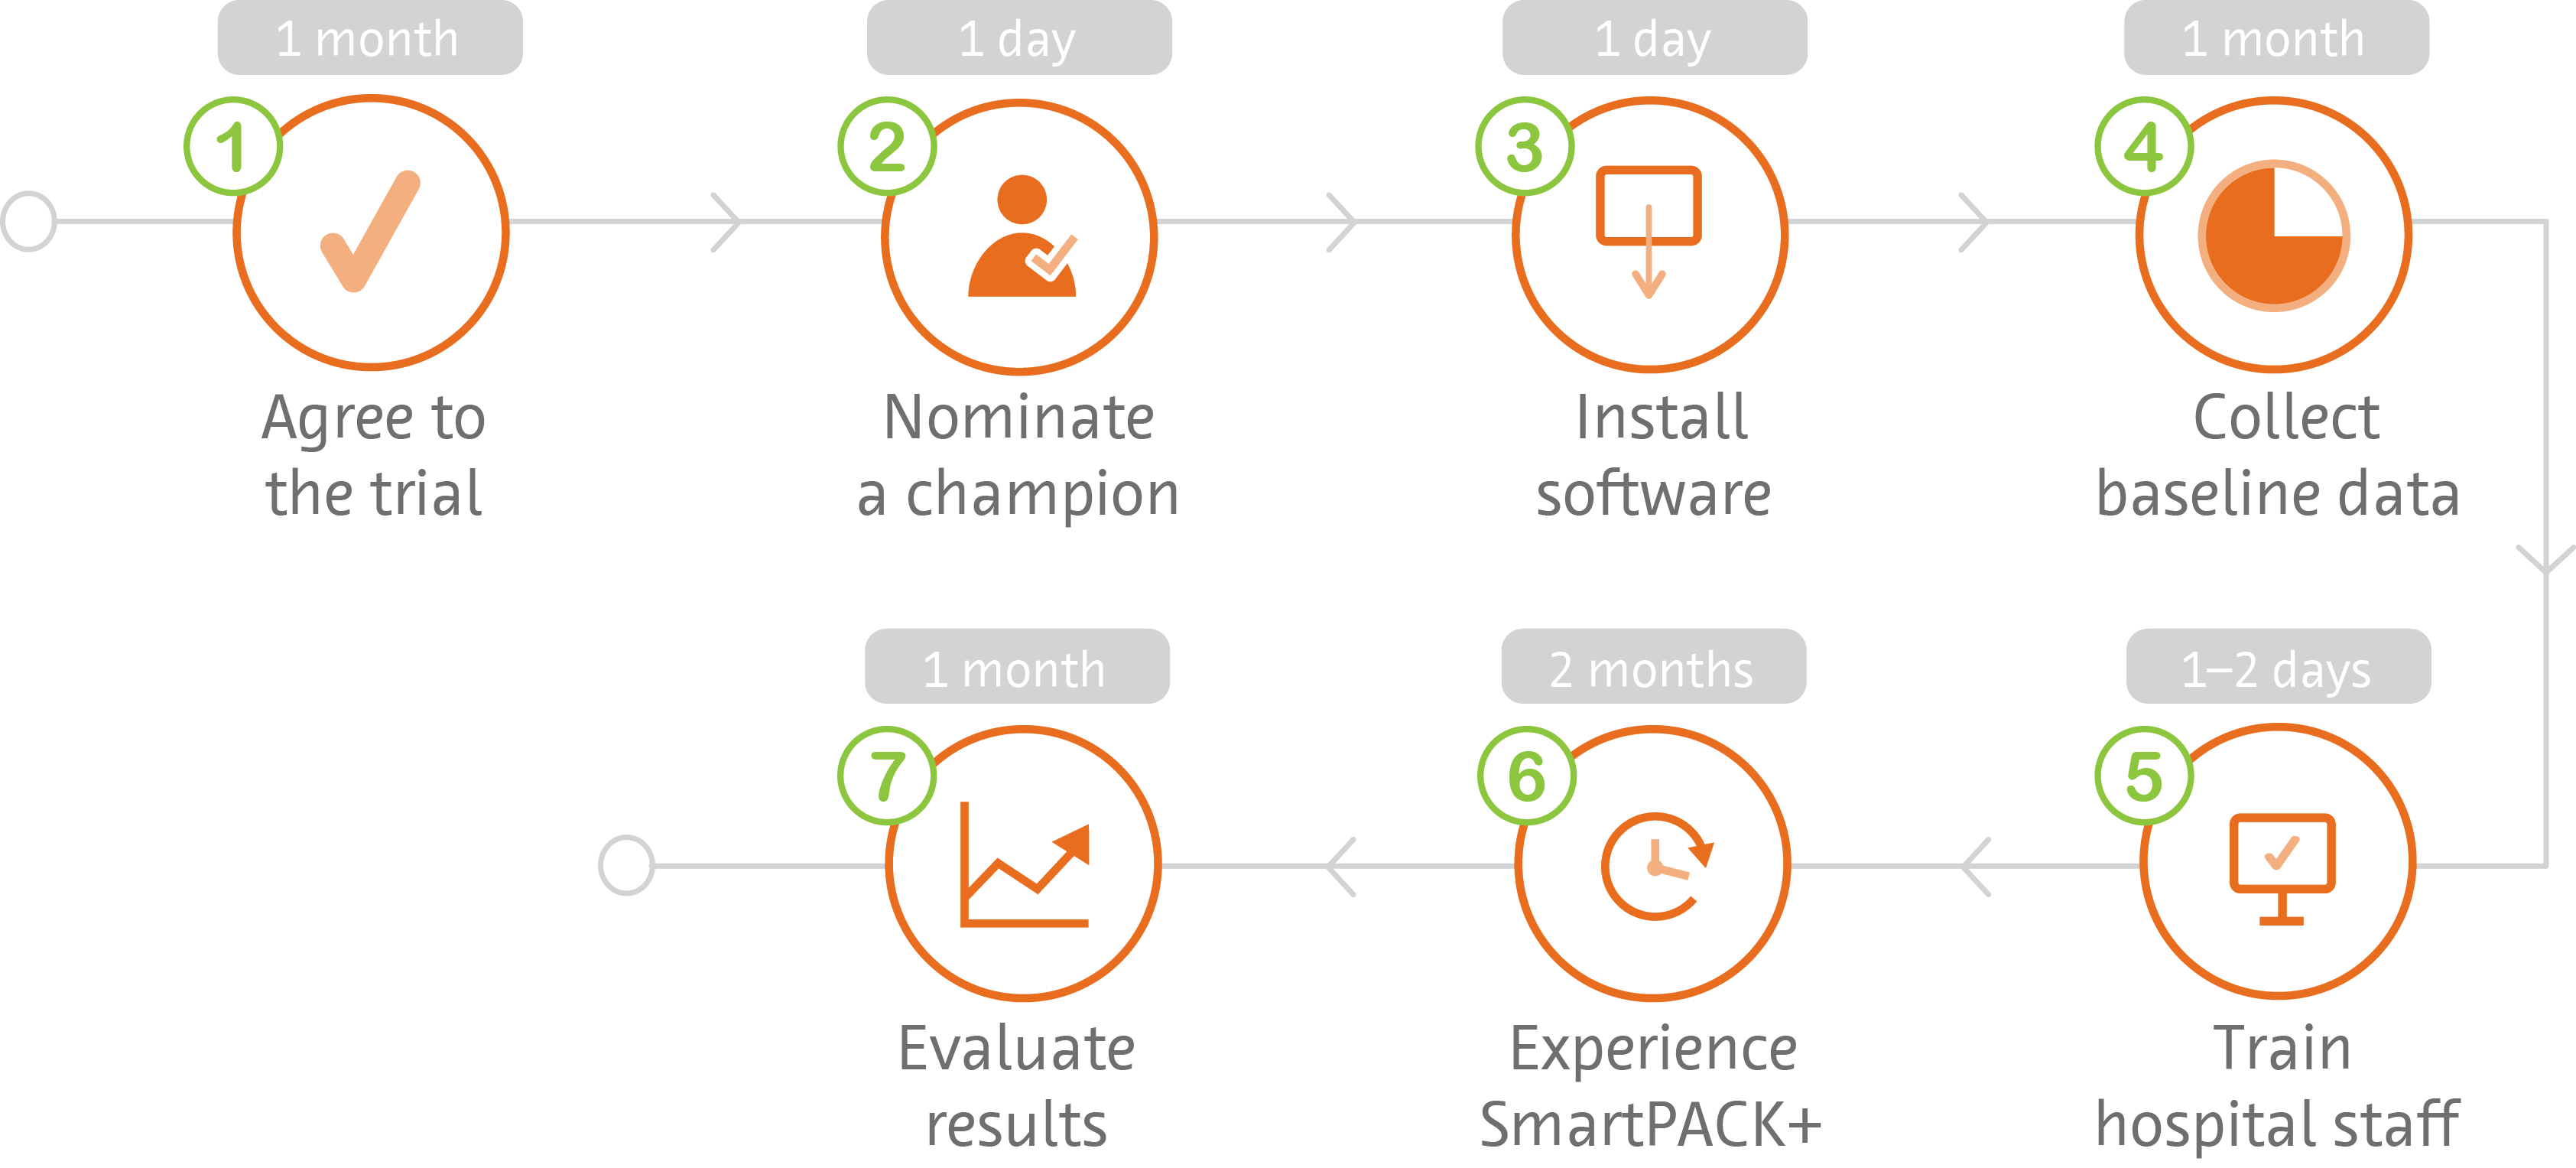 1 month
1
Agree to
the trial
1 day
2
Nominate
a champion
1 day
3
Install
software
1 month
4
Collect
baseline data
1–2 days
5
Train
hospital staff
2 months
6
Experience
SmartPACK+
1 month
7
Evaluate
results